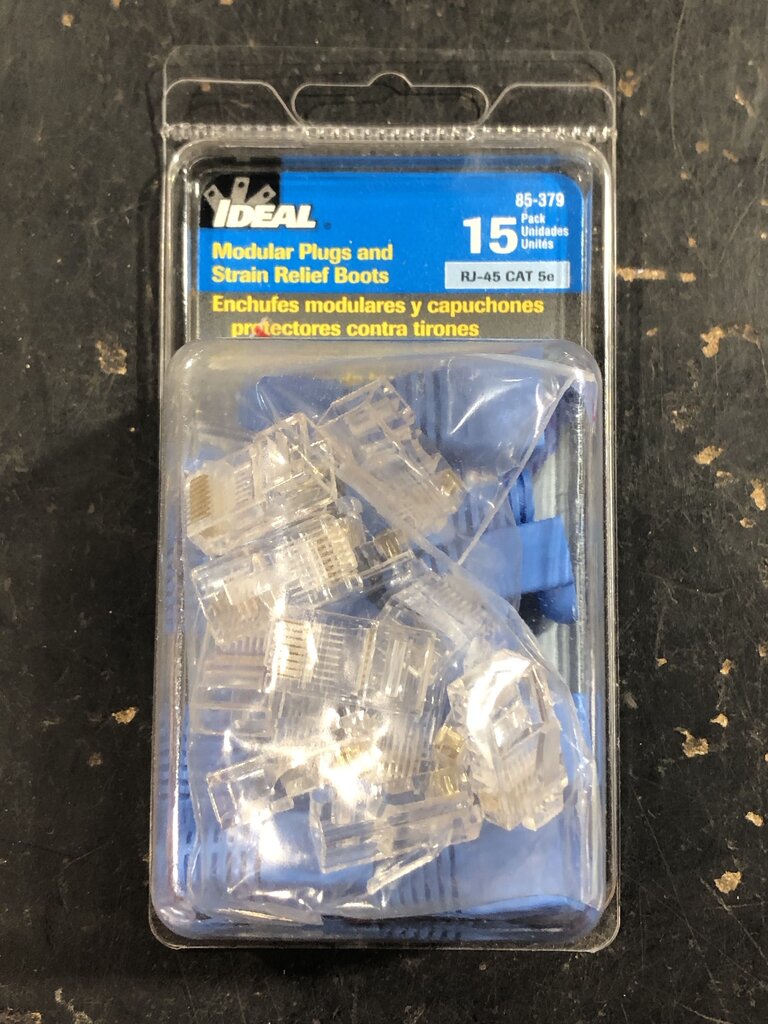 IDEAL
85-379
15
Pack
Unidades
Unités
Modular Plugs and
Strain Relief Boots
RJ-45 CAT 5e
Enchufes modulares y capuchones
protectores contra tirones